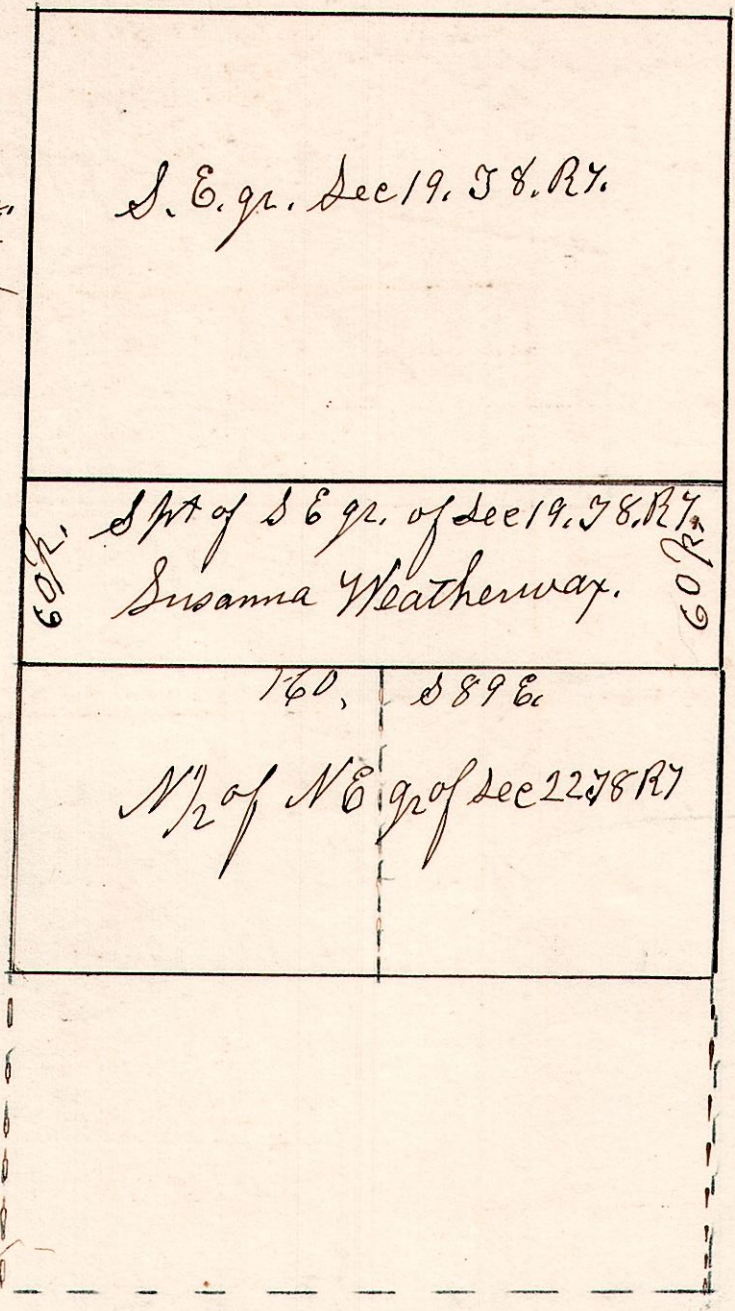 S. E. qr. Sec 19. T 8. R 7.
S pt of S E qr. of Sec 19. T 8. R 7.
60 p.
60 p.
Susanna Weatherwax.
160. S 89 E.
N 1/2 of N E qr of Sec 22 T 8 R 7